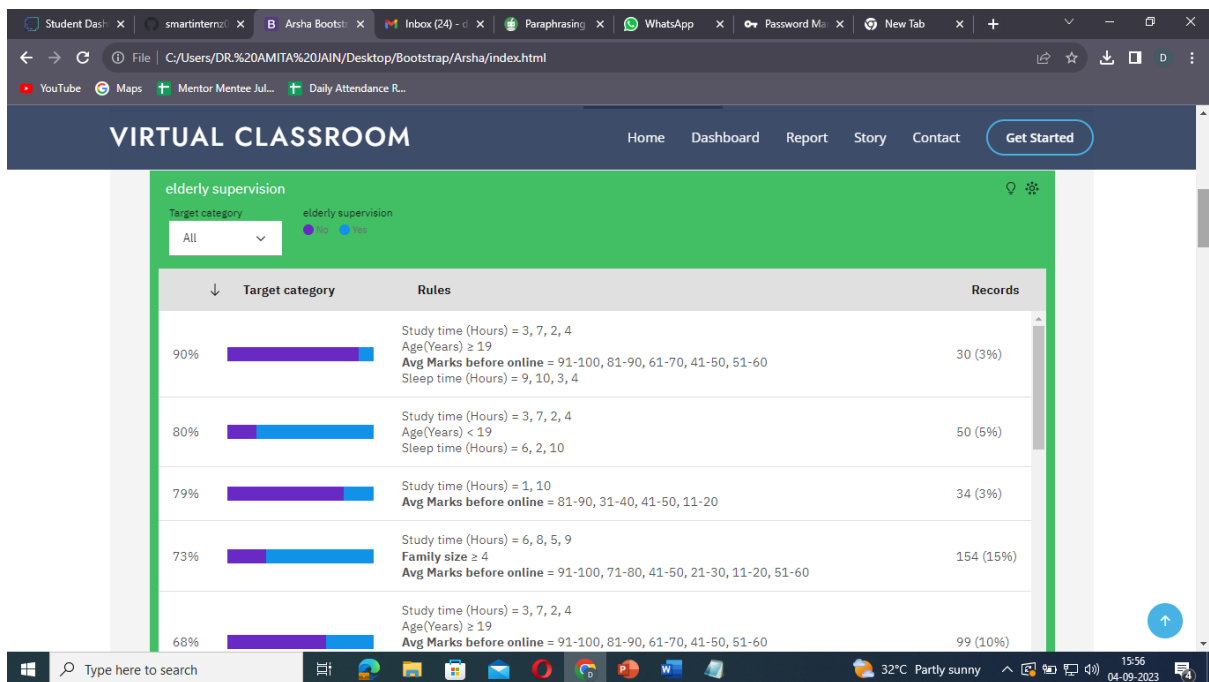 Student Dash
smartinternz0
B Arsha Bootstr
Inbox (24) - d
Paraphrasing
WhatsApp
Password Ma
New Tab
File C:/Users/DR.%20AMITA%20JAIN/Desktop/Bootstrap/Arsha/index.html
D
YouTube Maps Mentor Mentee Jul... Daily Attendance R...
VIRTUAL CLASSROOM
Home Dashboard Report Story Contact Get Started
elderly supervision
Target category elderly supervision
All No Yes
Target category Rules Records
Study time (Hours) = 3, 7, 2, 4
Age(Years) ≥ 19
90% Avg Marks before online = 91-100, 81-90, 61-70, 41-50, 51-60 30 (3%)
Sleep time (Hours) = 9, 10, 3, 4
Study time (Hours) = 3, 7, 2, 4
80% Age(Years) < 19 50 (5%)
Sleep time (Hours) = 6, 2, 10
79% Study time (Hours) = 1, 10 34 (3%)
Avg Marks before online = 81-90, 31-40, 41-50, 11-20
Study time (Hours) = 6, 8, 5, 9
73% Family size ≥ 4 154 (15%)
Avg Marks before online = 91-100, 71-80, 41-50, 21-30, 11-20, 51-60
Study time (Hours) = 3, 7, 2, 4
Age(Years) ≥ 19
68% Avg Marks before online = 91-100, 81-90, 61-70, 41-50, 51-60 99 (10%)
Type here to search 32°C Partly sunny 15:56
04-09-2023 4